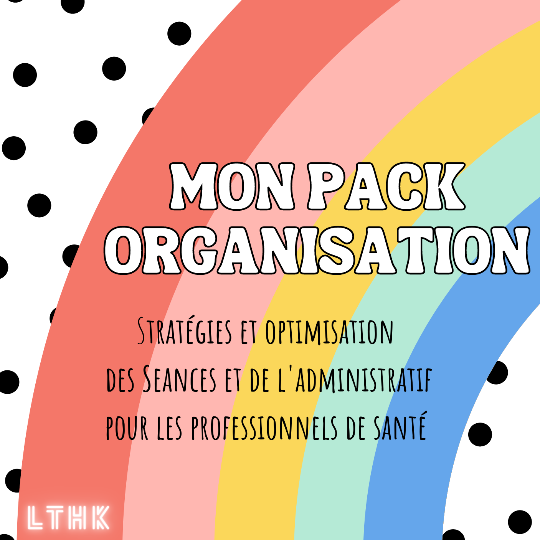 MON PACK
ORGANISATION
Stratégies et optimisation
des Seances et de l'administratif
pour les professionnels de santé
LTHK